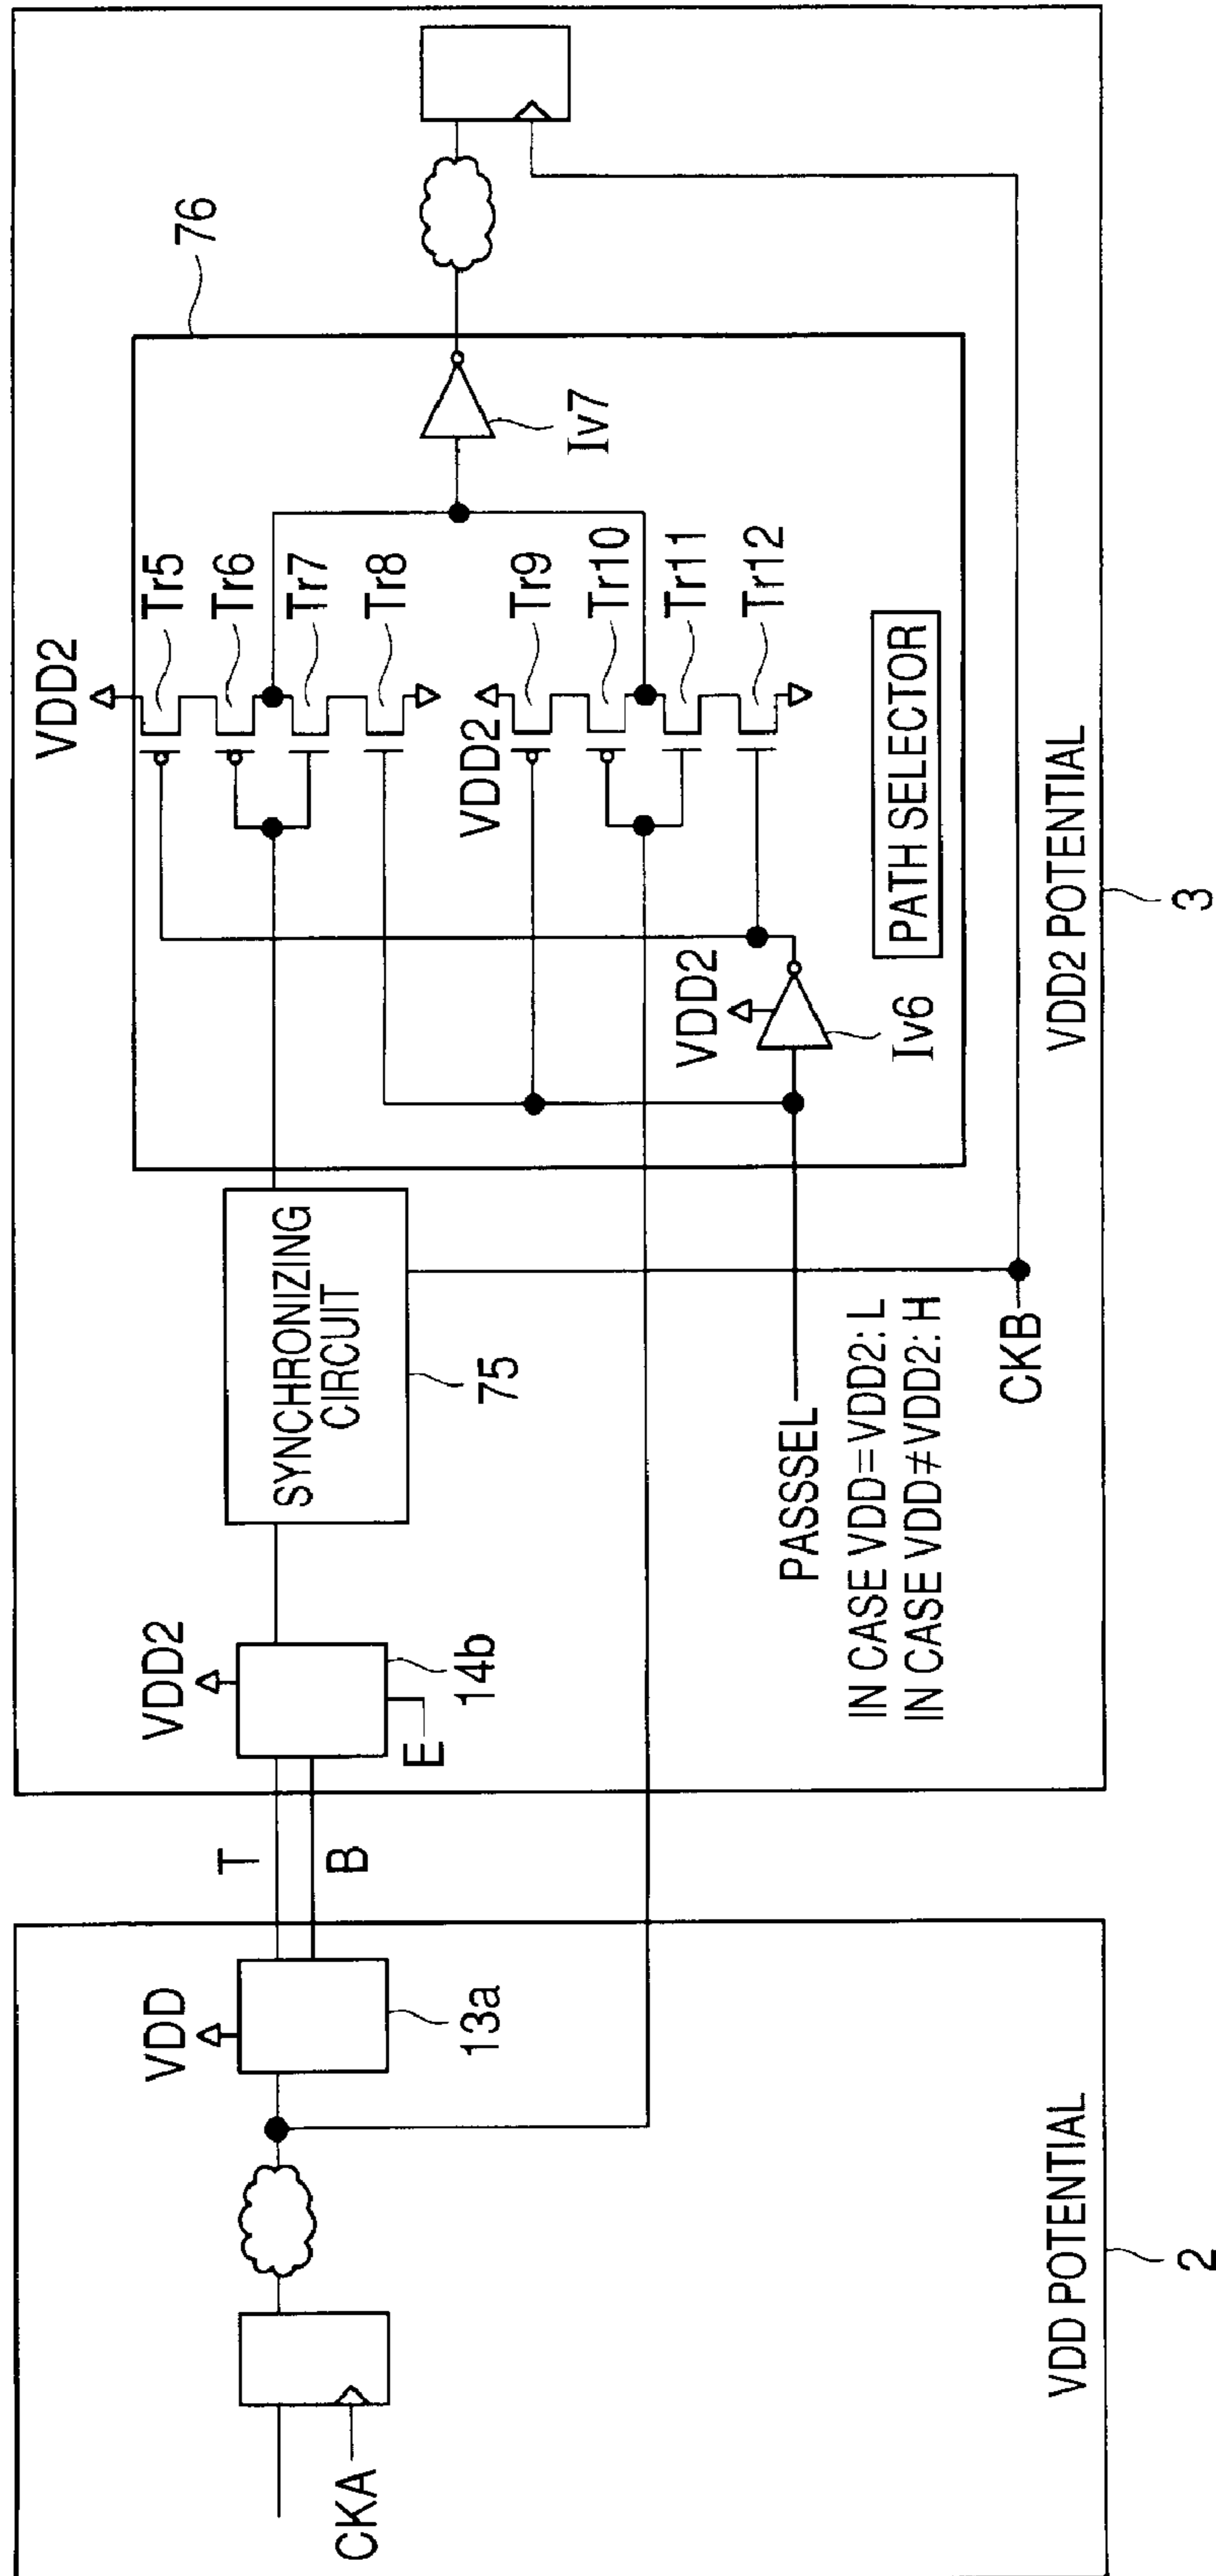 CKA
VDD
13a
VDD POTENTIAL
2
T
B
VDD2
14b
E
SYNCHRONIZING
CIRCUIT
75
PASSSEL
IN CASE VDD=VDD2: L
IN CASE VDD≠VDD2: H
CKB
76
VDD2
Tr5
Tr6
Tr7
Tr8
VDD2
Tr9
Tr10
Tr11
Tr12
VDD2
Iv6
Iv7
PATH SELECTOR
VDD2 POTENTIAL
3